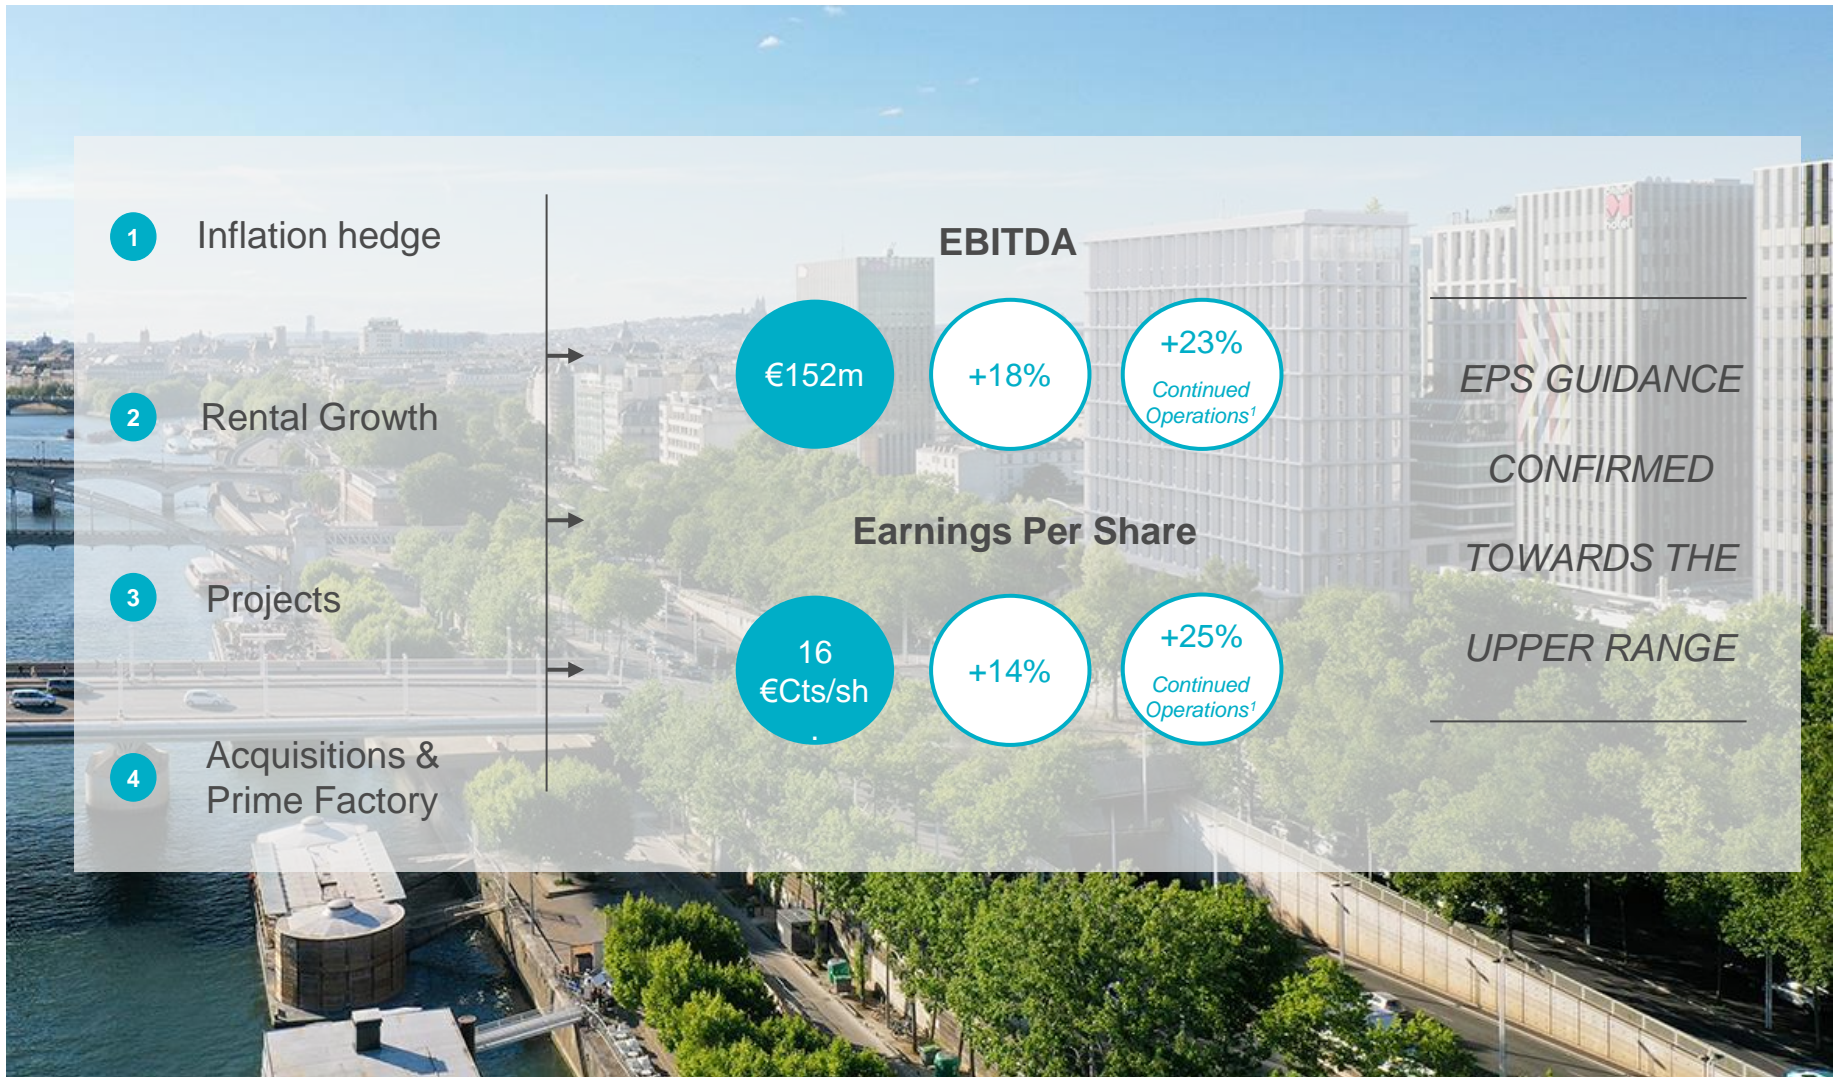 1 Inflation hedge
2 Rental Growth
3 Projects
4 Acquisitions &
Prime Factory
EBITDA
€152m
+18%
+23%
Continued
Operations¹
Earnings Per Share
16
€Cts/sh
.
+14%
+25%
Continued
Operations¹
EPS GUIDANCE
CONFIRMED
TOWARDS THE
UPPER RANGE
hotel